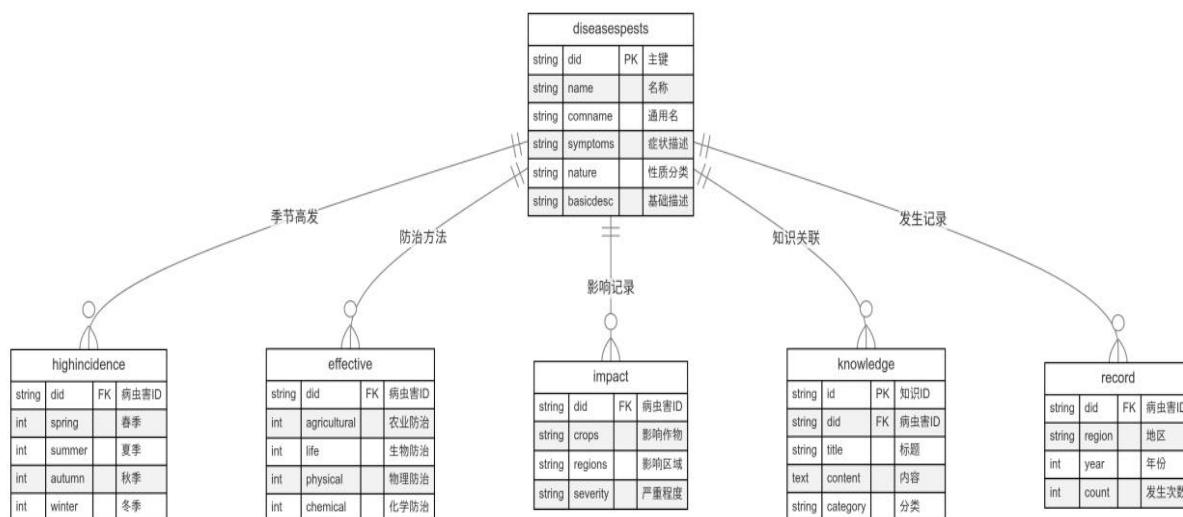 diseasespests
string did PK 主键
string name 名称
string comname 通用名
string symptoms 症状描述
string nature 性质分类
string basicdesc 基础描述
季节高发
防治方法
影响记录
知识关联
发生记录
highincidence
string did FK 病虫害ID
int spring 春季
int summer 夏季
int autumn 秋季
int winter 冬季
effective
string did FK 病虫害ID
int agricultural 农业防治
int life 生物防治
int physical 物理防治
int chemical 化学防治
impact
string did FK 病虫害ID
string crops 影响作物
string regions 影响区域
string severity 严重程度
knowledge
string id PK 知识ID
string did FK 病虫害ID
string title 标题
text content 内容
string category 分类
record
string did FK 病虫害ID
string region 地区
int year 年份
int count 发生次数